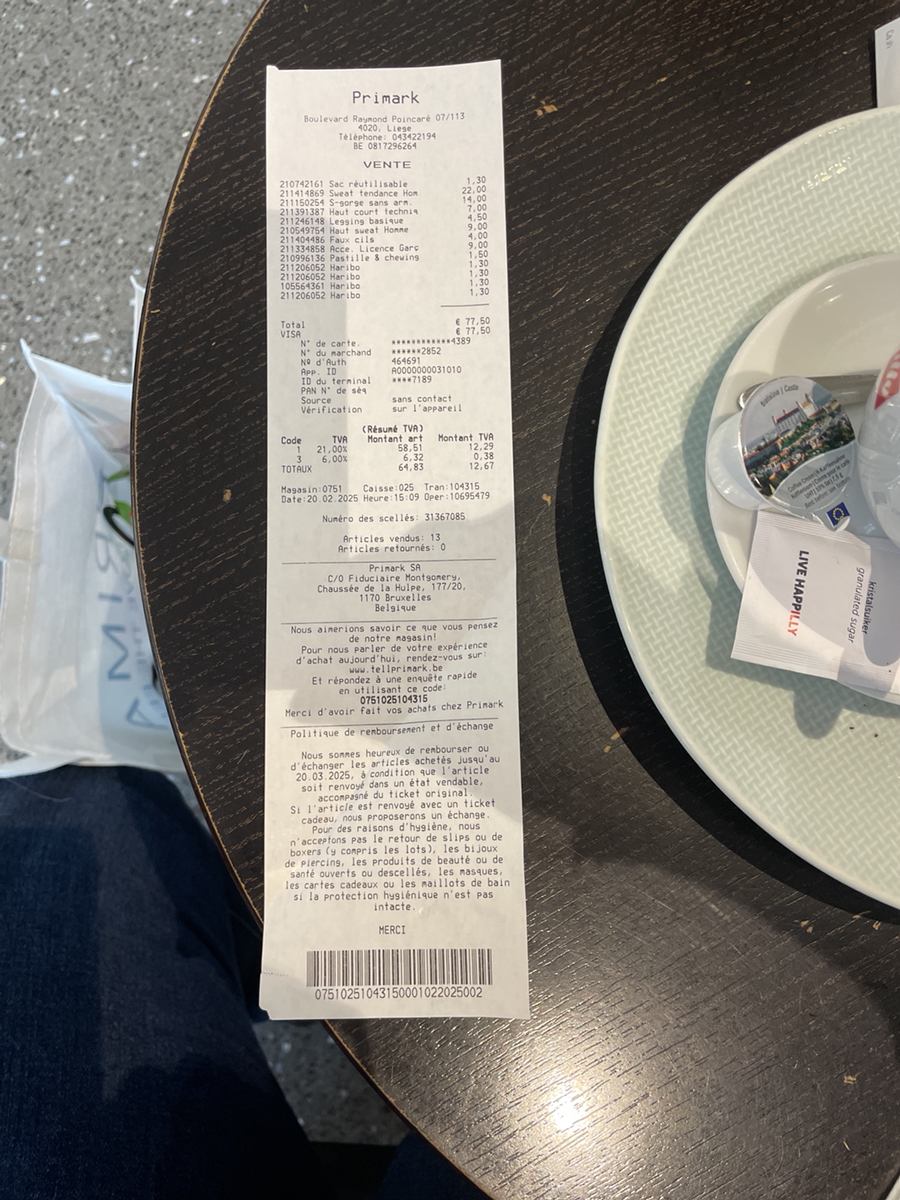 Primark
Boulevard Raymond Poincaré 07/113
4020, Liege
Téléphone: 043422194
BE 0817296264
VENTE
210742161 Sac réutilisable 1,30
211414869 Sweat tendance Hom 22,00
211150254 S-gorge sans arm. 14,00
211391387 Haut court techniq 7,00
211246148 Legging basique 4,50
210549754 Haut sweat Homme 9,00
211404486 Faux cils 4,00
211334858 Acce. Licence Garç 9,00
210996136 Pastille & chewing 1,50
211206052 Haribo 1,30
211206052 Haribo 1,30
105564361 Haribo 1,30
211206052 Haribo 1,30
Total € 77,50
VISA € 77,50
N° de carte. ************4389
N° du marchand ******2852
Nº d'Auth 464691
App. ID A0000000031010
ID du terminal ****7189
PAN N° de séq
Source sans contact
Vérification sur l'appareil
(Résumé TVA)
Code TVA Montant art Montant TVA
1 21,00% 58,51 12,29
3 6,00% 6,32 0,38
TOTAUX 64,83 12,67
Magasin:0751 Caisse:025 Tran:104315
Date:20.02.2025 Heure:15:09 Oper:10695479
Numéro des scellés: 31367085
Articles vendus: 13
Articles retournés: 0
Primark SA
C/O Fiduciaire Montgomery,
Chaussée de la Hulpe, 177/20,
1170 Bruxelles
Belgique
Nous aimerions savoir ce que vous pensez
de notre magasin!
Pour nous parler de votre expérience
d'achat aujourd'hui, rendez-vous sur:
www.tellprimark.be
Et répondez à une enquête rapide
en utilisant ce code:
0751025104315
Merci d'avoir fait vos achats chez Primark
Politique de remboursement et d'échange
Nous sommes heureux de rembourser ou
d'échanger les articles achetés jusqu'au
20.03.2025, à condition que l'article
soit renvoyé dans un état vendable,
accompagné du ticket original.
Si l'article est renvoyé avec un ticket
cadeau, nous proposerons un échange.
Pour des raisons d'hygiène, nous
n'acceptons pas le retour de slips ou de
boxers (y compris les lots), les bijoux
de piercing, les produits de beauté ou de
santé ouverts ou descellés, les masques,
les cartes cadeaux ou les maillots de bain
si la protection hygiénique n'est pas
intacte.
MERCI
07510251043150001022025002
LIVE HAPPILLY
kristalsuiker
granulated sugar